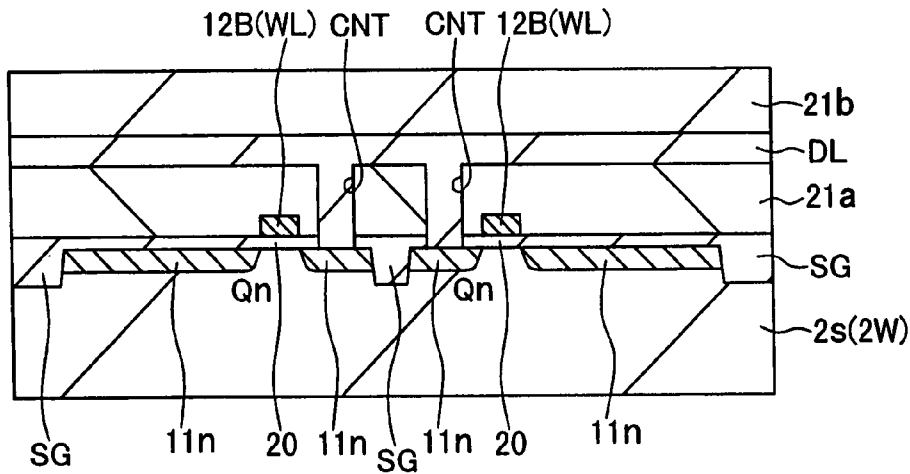 12B(WL) CNT CNT 12B(WL)
21b
DL
21a
SG
Qn Qn
2s(2W)
SG 11n 20 11n SG 11n 20 11n